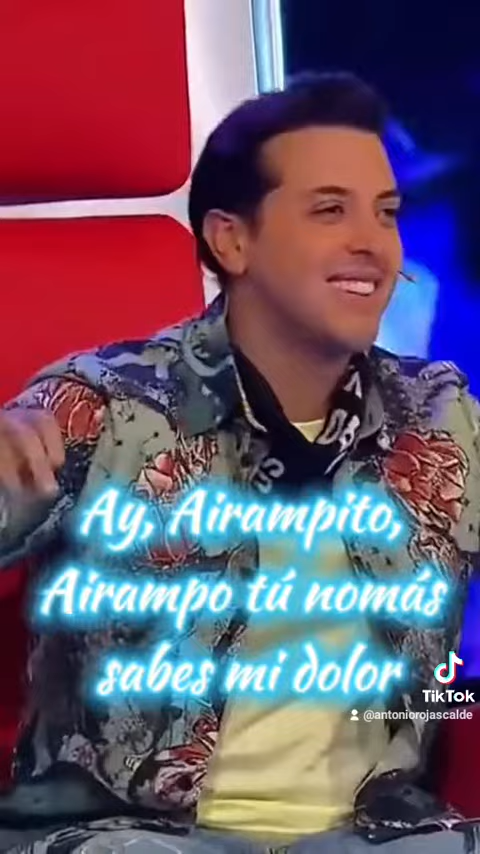 Ay, Airampito,
Airampo tú nomás
sabes mi dolor
TikTok
@antoniorojascalde